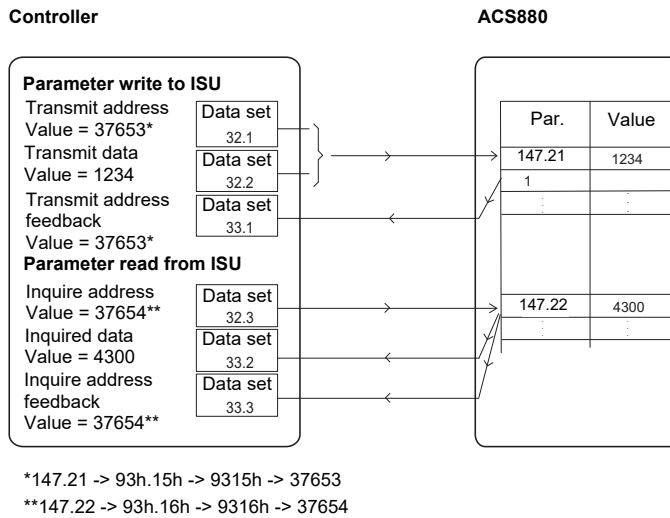 Controller
ACS880
Parameter write to ISU
Transmit address
Value = 37653*
Data set
32.1
Transmit data
Value = 1234
Data set
32.2
Transmit address
feedback
Value = 37653*
Data set
33.1
Parameter read from ISU
Inquire address
Value = 37654**
Data set
32.3
Inquired data
Value = 4300
Data set
33.2
Inquire address
feedback
Value = 37654**
Data set
33.3
Par. Value
147.21 1234
1
147.22 4300
*147.21 -> 93h.15h -> 9315h -> 37653
**147.22 -> 93h.16h -> 9316h -> 37654